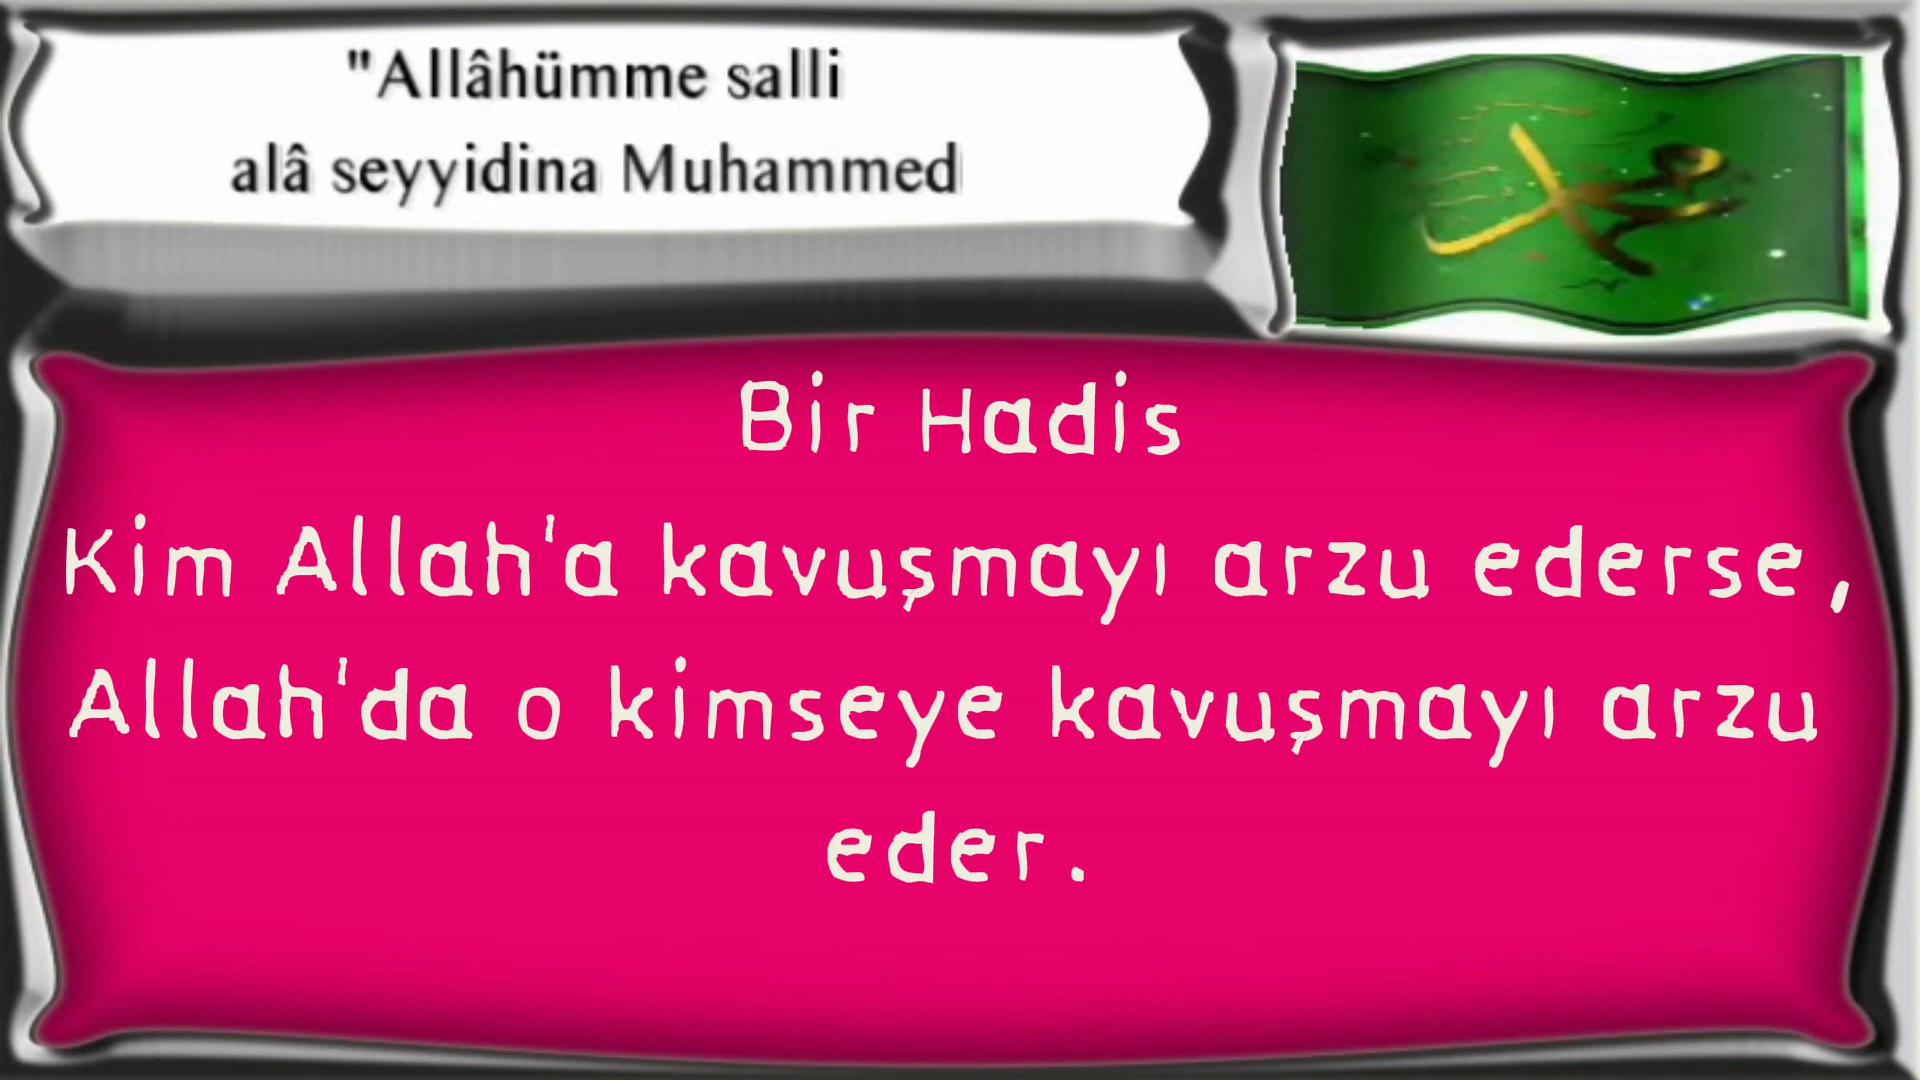 "Allâhümme salli
alâ seyyidina Muhammed
Bir Hadis
Kim Allah'a kavuşmayı arzu ederse,
Allah'da o kimseye kavuşmayı arzu
eder.